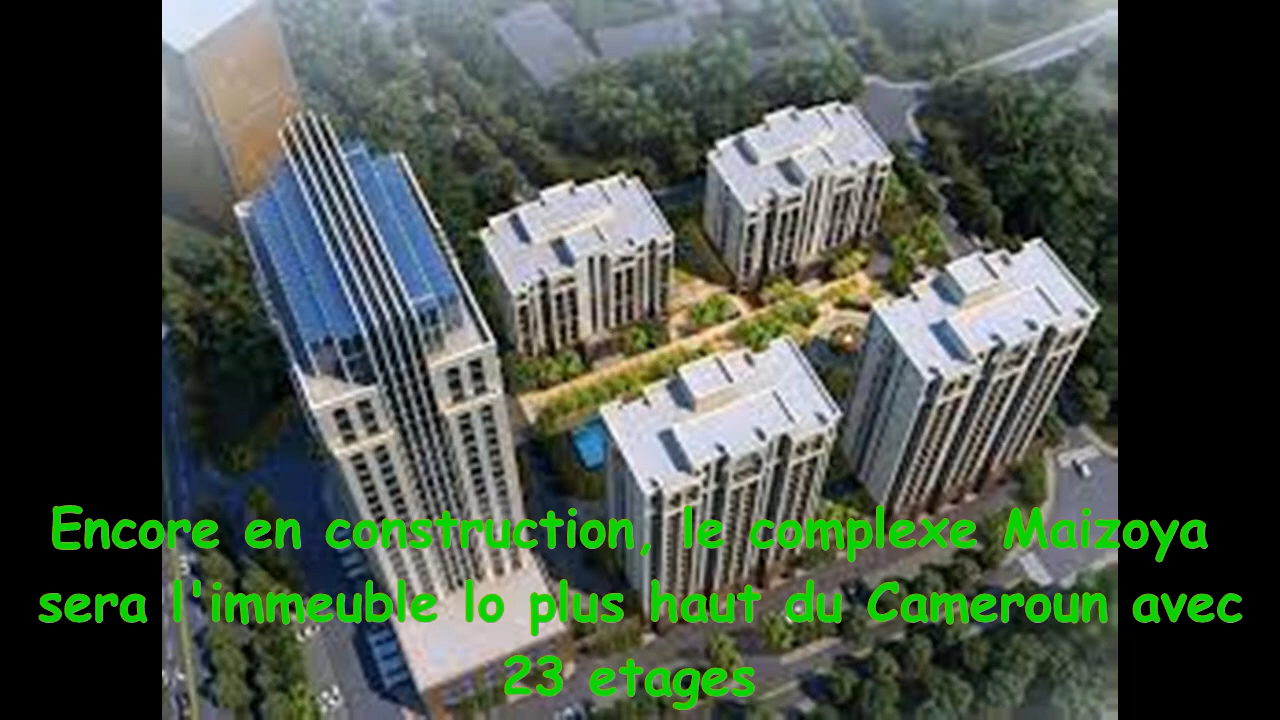 Encore en construction, le complexe Maizoya
sera l'immeuble lo plus haut du Cameroun avec
23 etages